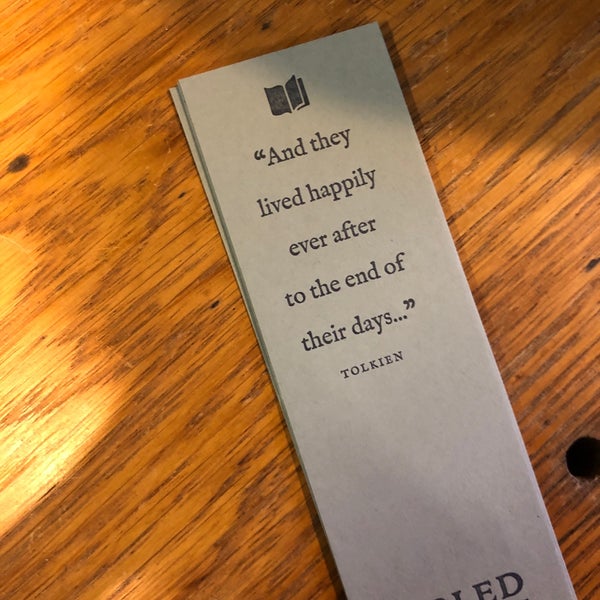 “And they
lived happily
ever after
to the end of
their days...”
TOLKIEN